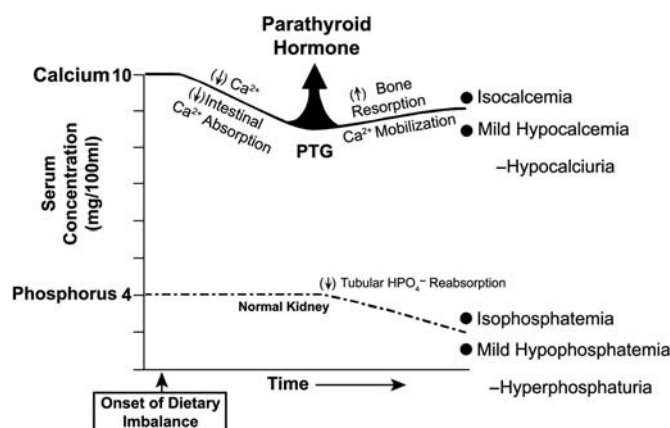 Parathyroid
Hormone
Calcium 10
(↓) Ca²⁺
(↓)Intestinal
Ca²⁺ Absorption
(↑) Bone
Resorption
Ca²⁺ Mobilization
PTG
Isocalcemia
Mild Hypocalcemia
–Hypocalciuria
Serum
Concentration
(mg/100ml)
Phosphorus 4
(↓) Tubular HPO₄⁻ Reabsorption
Normal Kidney
Isophosphatemia
Mild Hypophosphatemia
–Hyperphosphaturia
Time
Onset of Dietary
Imbalance